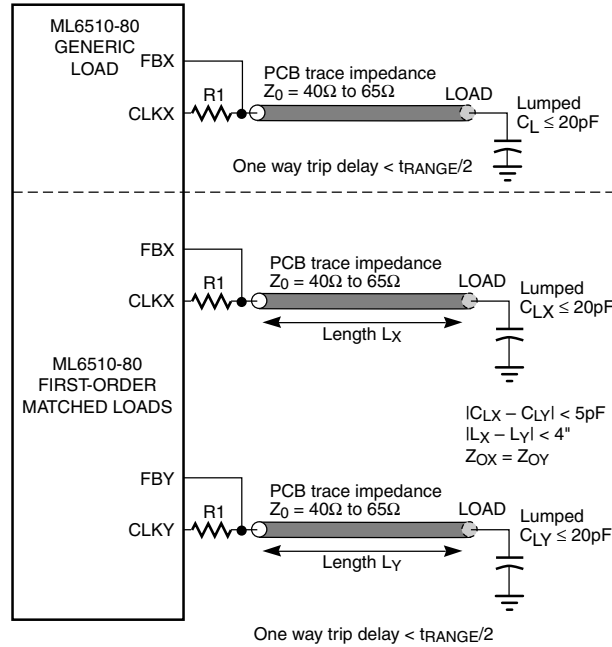 ML6510-80
GENERIC
LOAD
FBX
CLKX
R1
PCB trace impedance
Z0 = 40Ω to 65Ω
LOAD
Lumped
CL ≤ 20pF
One way trip delay < tRANGE/2
FBX
CLKX
R1
PCB trace impedance
Z0 = 40Ω to 65Ω
LOAD
Lumped
CLX ≤ 20pF
Length LX
ML6510-80
FIRST-ORDER
MATCHED LOADS
|CLX – CLY| < 5pF
|LX – LY| < 4"
ZOX = ZOY
FBY
CLKY
R1
PCB trace impedance
Z0 = 40Ω to 65Ω
LOAD
Lumped
CLY ≤ 20pF
Length LY
One way trip delay < tRANGE/2